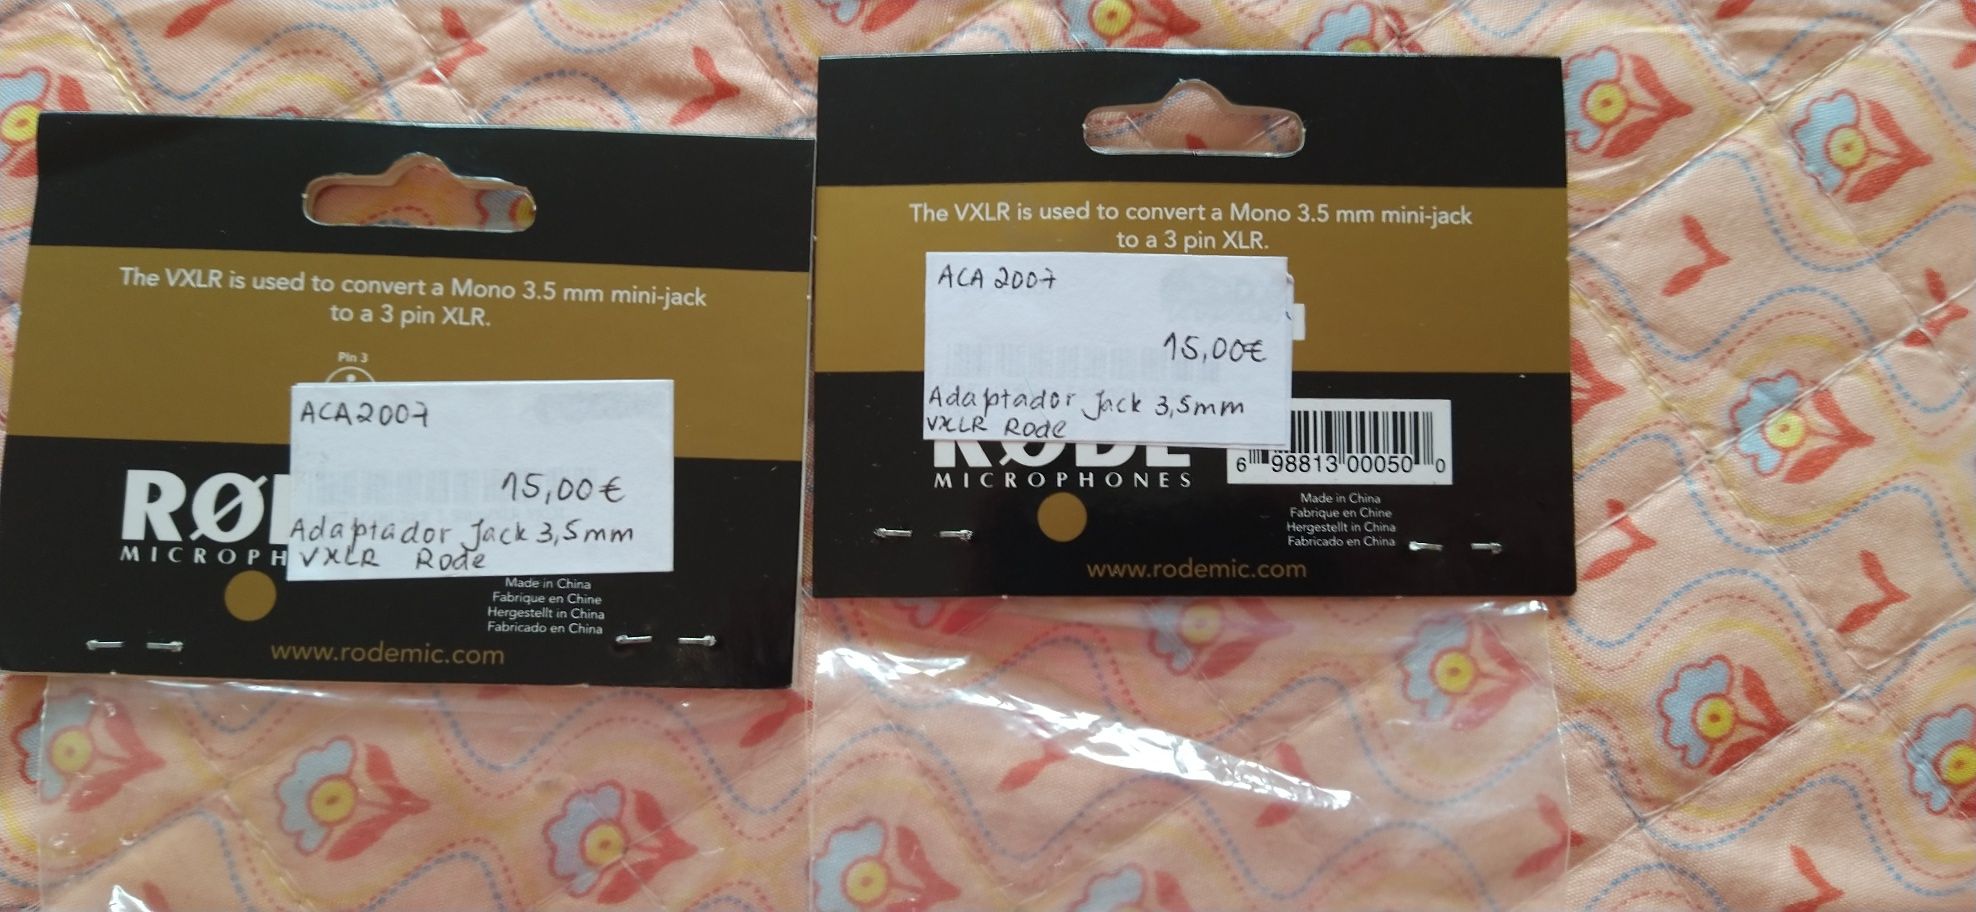 The VXLR is used to convert a Mono 3.5 mm mini-jack
to a 3 pin XLR.
Pin 3
ACA2007
15,00€
Adaptador Jack 3,5mm
VXLR Rode
RØ
MICROPH
Made in China
Fabrique en Chine
Hergestellt in China
Fabricado en China
www.rodemic.com
The VXLR is used to convert a Mono 3.5 mm mini-jack
to a 3 pin XLR.
ACA 2007
15,00€
Adaptador Jack 3,5mm
VXLR Rode
RØDE
MICROPHONES
6 98813 00050 0
Made in China
Fabrique en Chine
Hergestellt in China
Fabricado en China
www.rodemic.com